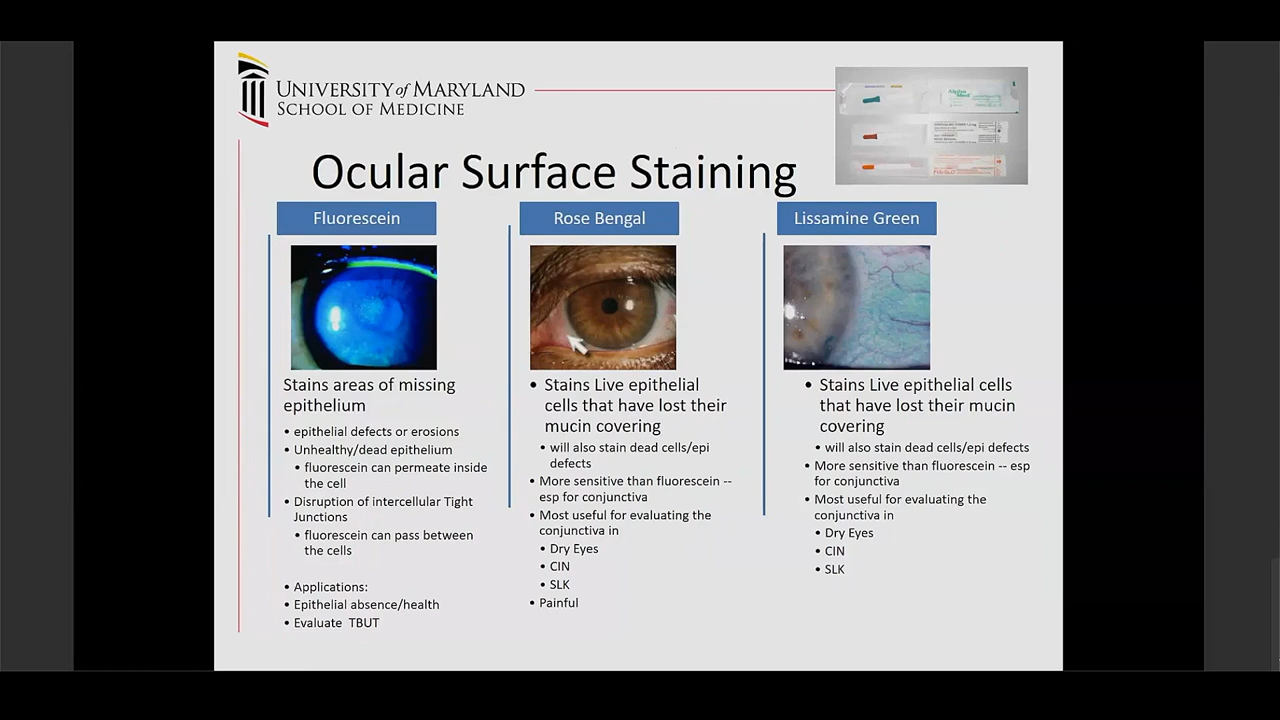 UNIVERSITY of MARYLAND
SCHOOL OF MEDICINE
Ocular Surface Staining
Fluorescein
Stains areas of missing
epithelium
• epithelial defects or erosions
• Unhealthy/dead epithelium
• fluorescein can permeate inside
the cell
• Disruption of intercellular Tight
Junctions
• fluorescein can pass between
the cells
• Applications:
• Epithelial absence/health
• Evaluate TBUT
Rose Bengal
• Stains Live epithelial
cells that have lost their
mucin covering
• will also stain dead cells/epi
defects
• More sensitive than fluorescein --
esp for conjunctiva
• Most useful for evaluating the
conjunctiva in
• Dry Eyes
• CIN
• SLK
• Painful
Lissamine Green
• Stains Live epithelial cells
that have lost their mucin
covering
• will also stain dead cells/epi defects
• More sensitive than fluorescein -- esp
for conjunctiva
• Most useful for evaluating the
conjunctiva in
• Dry Eyes
• CIN
• SLK